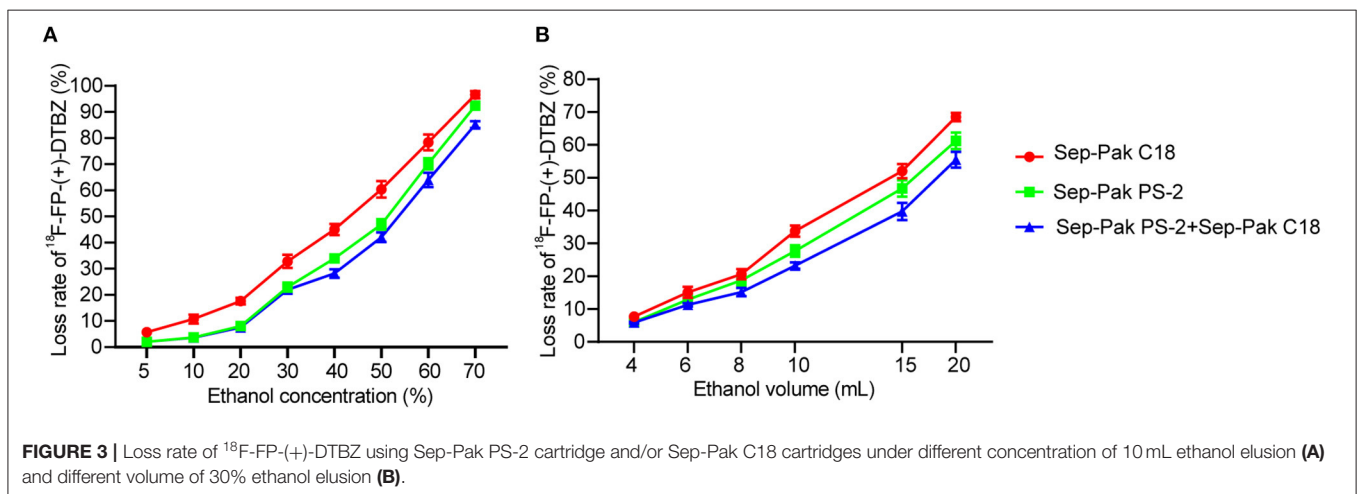 A
Loss rate of ¹⁸F-FP-(+)-DTBZ (%)
100
90
80
70
60
50
40
30
20
10
0
5 10 20 30 40 50 60 70
Ethanol concentration (%)
B
Loss rate of ¹⁸F-FP-(+)-DTBZ (%)
80
70
60
50
40
30
20
10
0
4 6 8 10 15 20
Ethanol volume (mL)
Sep-Pak C18
Sep-Pak PS-2
Sep-Pak PS-2+Sep-Pak C18
FIGURE 3 | Loss rate of ¹⁸F-FP-(+)-DTBZ using Sep-Pak PS-2 cartridge and/or Sep-Pak C18 cartridges under different concentration of 10 mL ethanol elusion (A)
and different volume of 30% ethanol elusion (B).